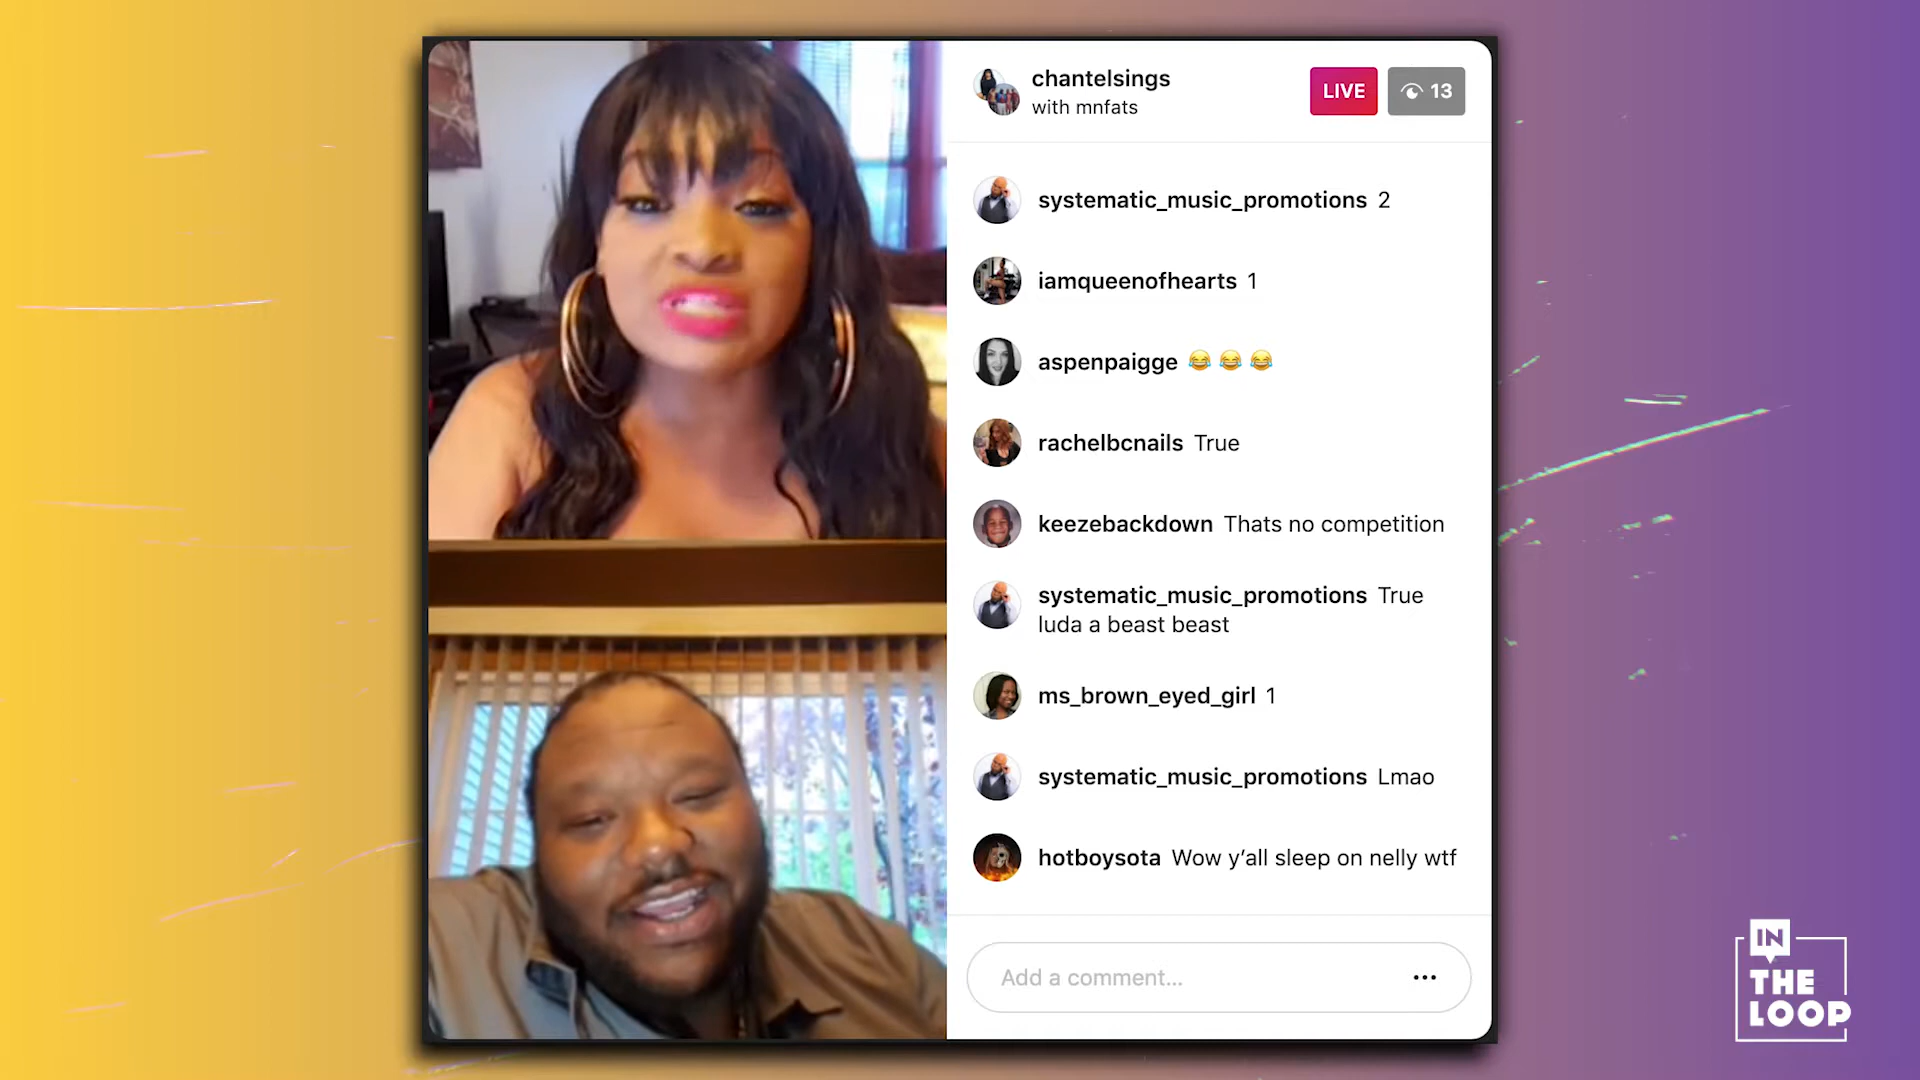 chantelsings
with mnfats
LIVE
13
systematic_music_promotions 2
iamqueenofhearts 1
aspenpaigge 😂 😂 😂
rachelbcnails True
keezebackdown Thats no competition
systematic_music_promotions True
luda a beast beast
ms_brown_eyed_girl 1
systematic_music_promotions Lmao
hotboysota Wow y’all sleep on nelly wtf
Add a comment...
IN
THE
LOOP